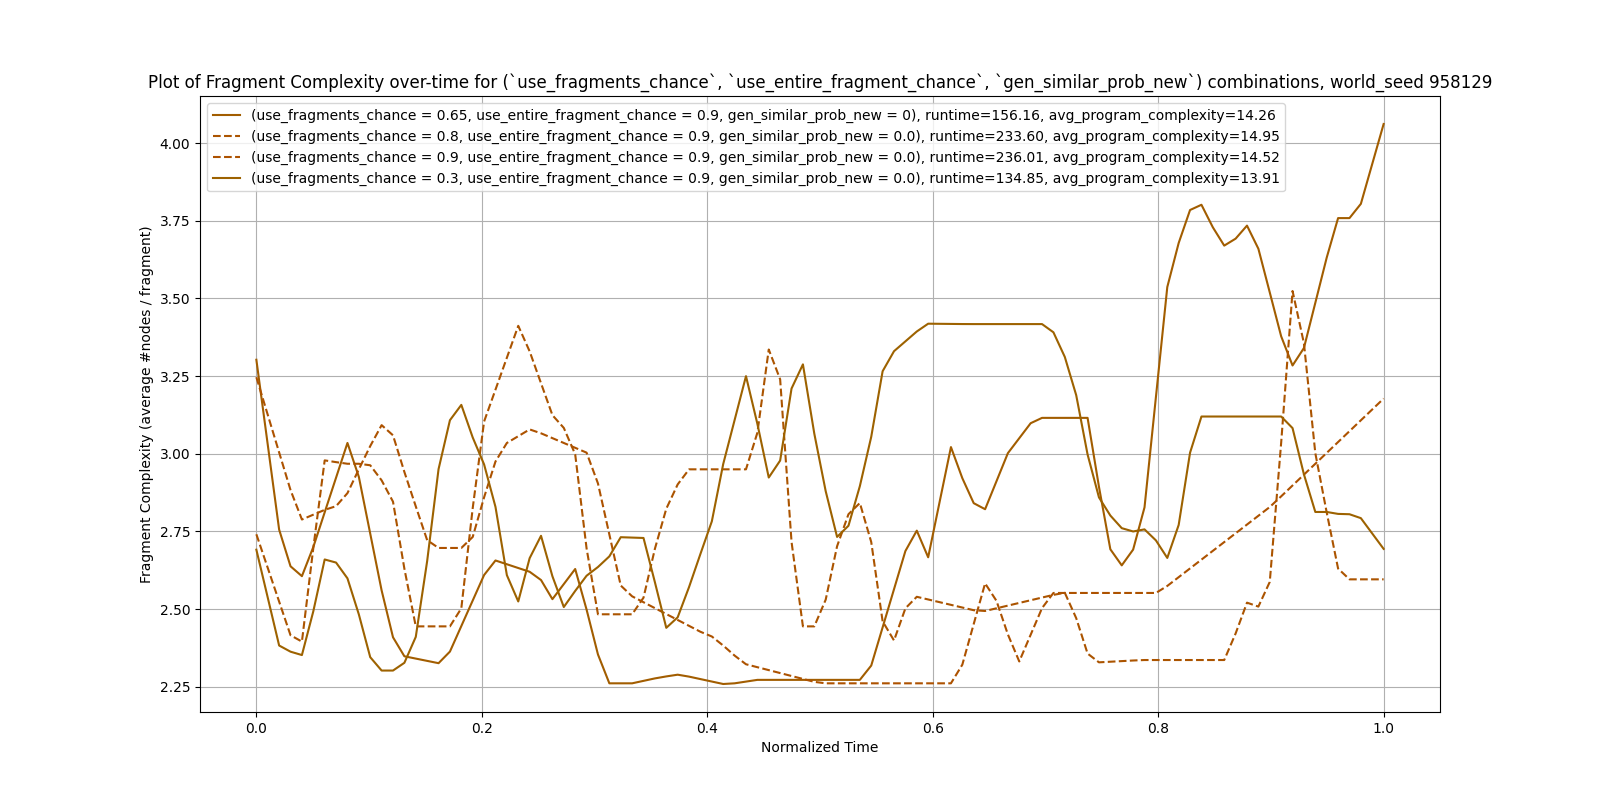 Plot of Fragment Complexity over-time for (`use_fragments_chance`, `use_entire_fragment_chance`, `gen_similar_prob_new`) combinations, world_seed 958129
(use_fragments_chance = 0.65, use_entire_fragment_chance = 0.9, gen_similar_prob_new = 0), runtime=156.16, avg_program_complexity=14.26
(use_fragments_chance = 0.8, use_entire_fragment_chance = 0.9, gen_similar_prob_new = 0.0), runtime=233.60, avg_program_complexity=14.95
(use_fragments_chance = 0.9, use_entire_fragment_chance = 0.9, gen_similar_prob_new = 0.0), runtime=236.01, avg_program_complexity=14.52
(use_fragments_chance = 0.3, use_entire_fragment_chance = 0.9, gen_similar_prob_new = 0.0), runtime=134.85, avg_program_complexity=13.91
Fragment Complexity (average #nodes / fragment)
4.00
3.75
3.50
3.25
3.00
2.75
2.50
2.25
0.0 0.2 0.4 0.6 0.8 1.0
Normalized Time